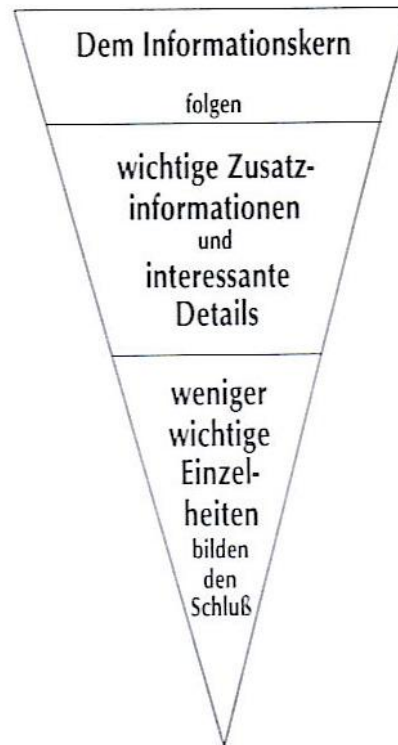 Dem Informationskern
folgen
wichtige Zusatz-
informationen
und
interessante
Details
weniger
wichtige
Einzel-
heiten
bilden
den
Schluß